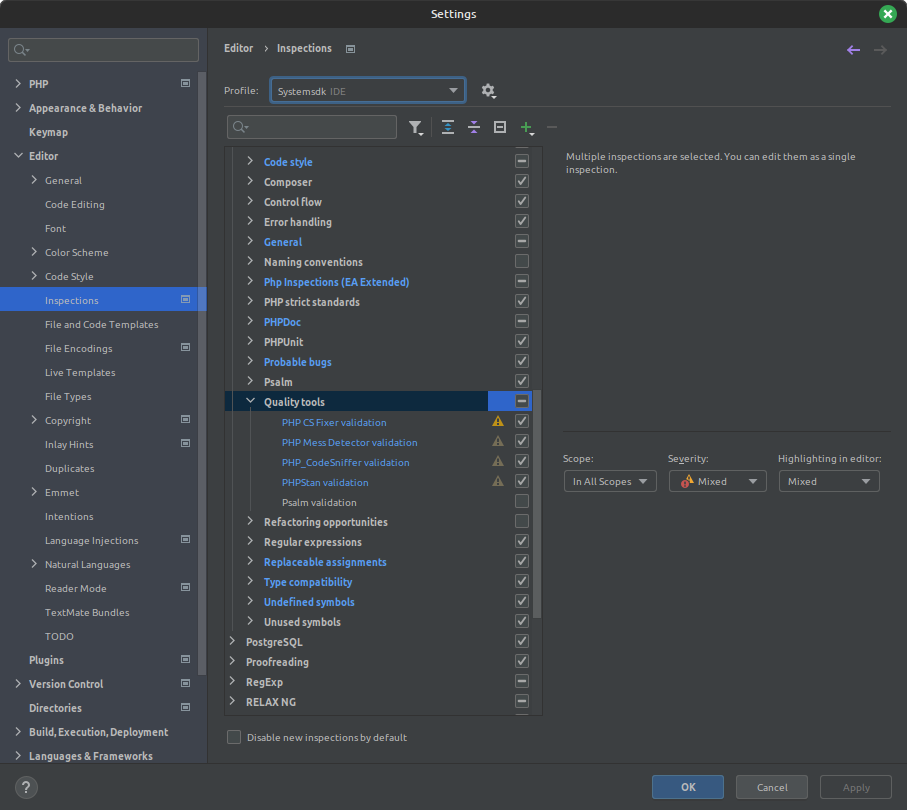 Settings
PHP
Appearance & Behavior
Keymap
Editor
General
Code Editing
Font
Color Scheme
Code Style
Inspections
File and Code Templates
File Encodings
Live Templates
File Types
Copyright
Inlay Hints
Duplicates
Emmet
Intentions
Language Injections
Natural Languages
Reader Mode
TextMate Bundles
TODO
Plugins
Version Control
Directories
Build, Execution, Deployment
Languages & Frameworks
Editor › Inspections
Profile: Systemsdk IDE
Code style
Composer
Control flow
Error handling
General
Naming conventions
Php Inspections (EA Extended)
PHP strict standards
PHPDoc
PHPUnit
Probable bugs
Psalm
Quality tools
PHP CS Fixer validation
PHP Mess Detector validation
PHP_CodeSniffer validation
PHPStan validation
Psalm validation
Refactoring opportunities
Regular expressions
Replaceable assignments
Type compatibility
Undefined symbols
Unused symbols
PostgreSQL
Proofreading
RegExp
RELAX NG
Disable new inspections by default
Multiple inspections are selected. You can edit them as a single
inspection.
Scope: Severity: Highlighting in editor:
In All Scopes Mixed Mixed
? OK Cancel Apply